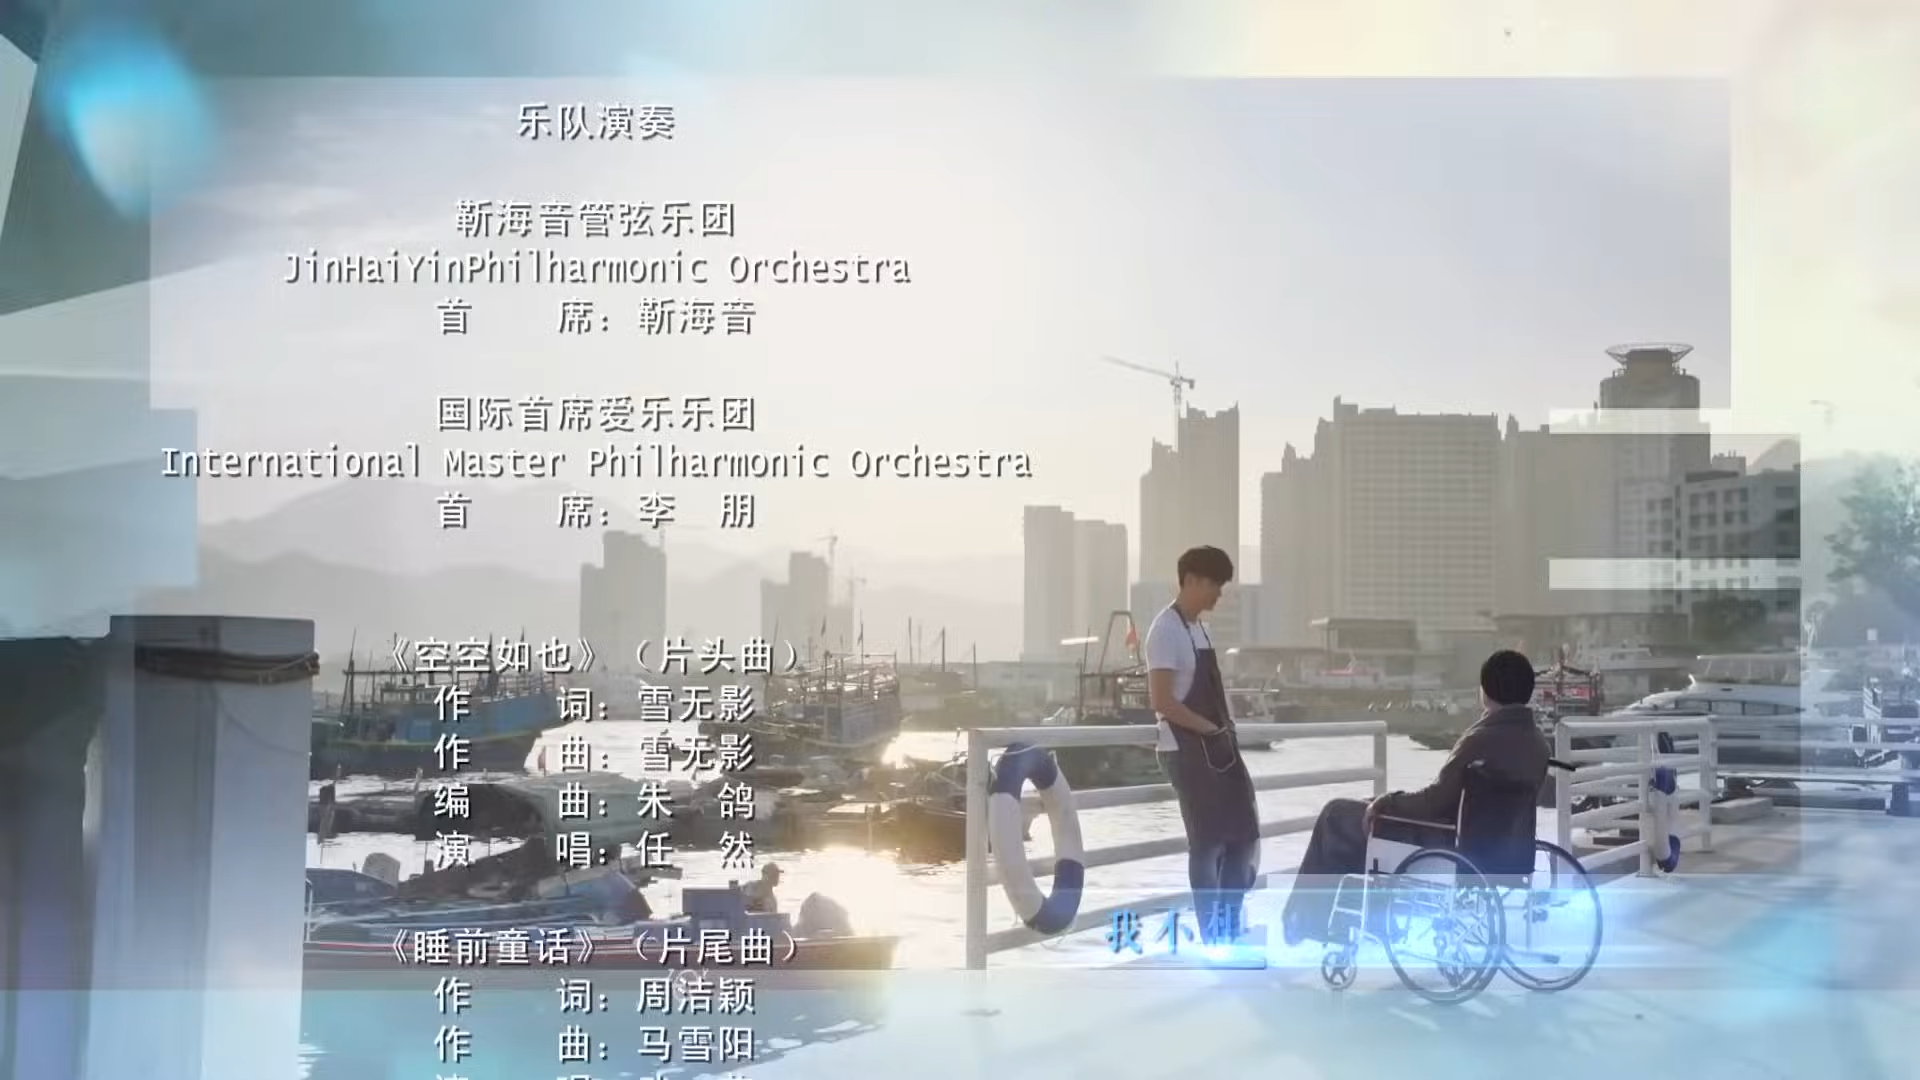 乐队演奏
靳海音管弦乐团
JinHaiYinPhilharmonic Orchestra
首　　席：靳海音
国际首席爱乐乐团
International Master Philharmonic Orchestra
首　　席：李　朋
《空空如也》（片头曲）
作　　词：雪无影
作　　曲：雪无影
编　　曲：朱　鸽
演　　唱：任　然
《睡前童话》（片尾曲）
作　　词：周洁颖
作　　曲：马雪阳
我不想